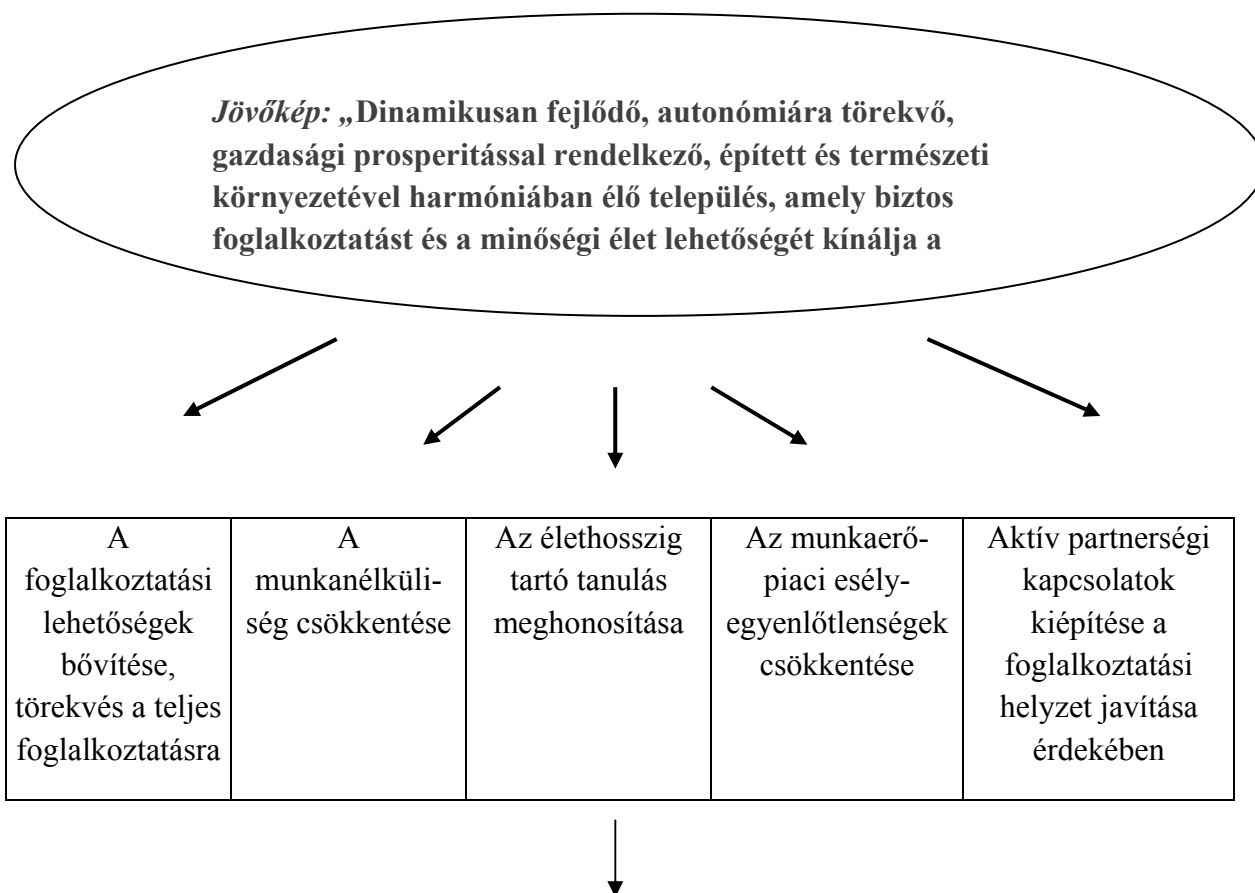 Jövőkép: „Dinamikusan fejlődő, autonómiára törekvő,
gazdasági prosperitással rendelkező, épített és természeti
környezetével harmóniában élő település, amely biztos
foglalkoztatást és a minőségi élet lehetőségét kínálja a
A
foglalkoztatási
lehetőségek
bővítése,
törekvés a teljes
foglalkoztatásra
A
munkanélküli-
ség csökkentése
Az élethosszig
tartó tanulás
meghonosítása
Az munkaerő-
piaci esély-
egyenlőtlenségek
csökkentése
Aktív partnerségi
kapcsolatok
kiépítése a
foglalkoztatási
helyzet javítása
érdekében